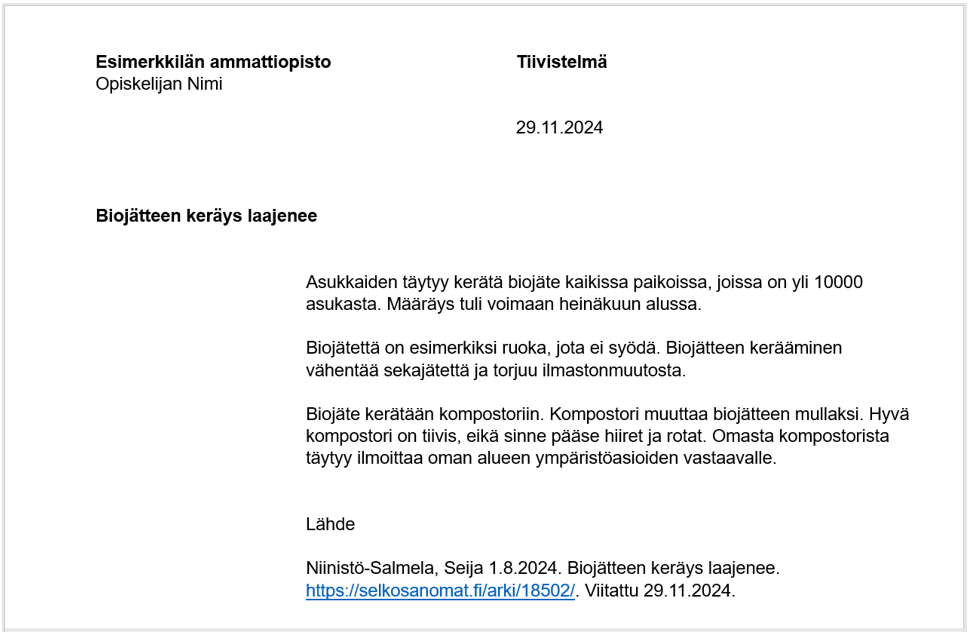 Esimerkkilän ammattiopisto Tiivistelmä
Opiskelijan Nimi
29.11.2024
Biojätteen keräys laajenee
Asukkaiden täytyy kerätä biojäte kaikissa paikoissa, joissa on yli 10000
asukasta. Määräys tuli voimaan heinäkuun alussa.
Biojätettä on esimerkiksi ruoka, jota ei syödä. Biojätteen kerääminen
vähentää sekajätettä ja torjuu ilmastonmuutosta.
Biojäte kerätään kompostoriin. Kompostori muuttaa biojätteen mullaksi. Hyvä
kompostori on tiivis, eikä sinne pääse hiiret ja rotat. Omasta kompostorista
täytyy ilmoittaa oman alueen ympäristöasioiden vastaavalle.
Lähde
Niinistö-Salmela, Seija 1.8.2024. Biojätteen keräys laajenee.
https://selkosanomat.fi/arki/18502/. Viitattu 29.11.2024.